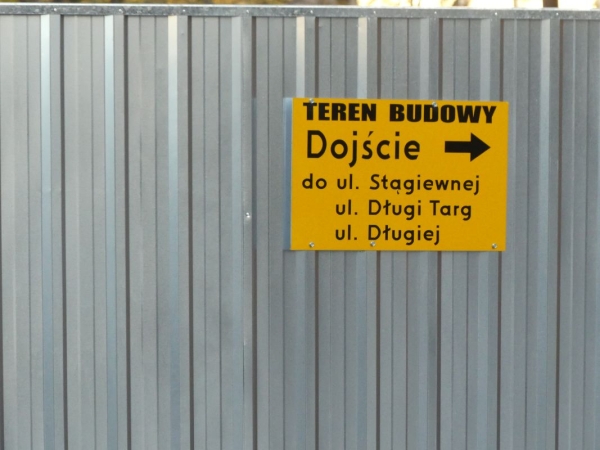 TEREN BUDOWY
Dojście
do ul. Stągiewnej
ul. Długi Targ
ul. Długiej